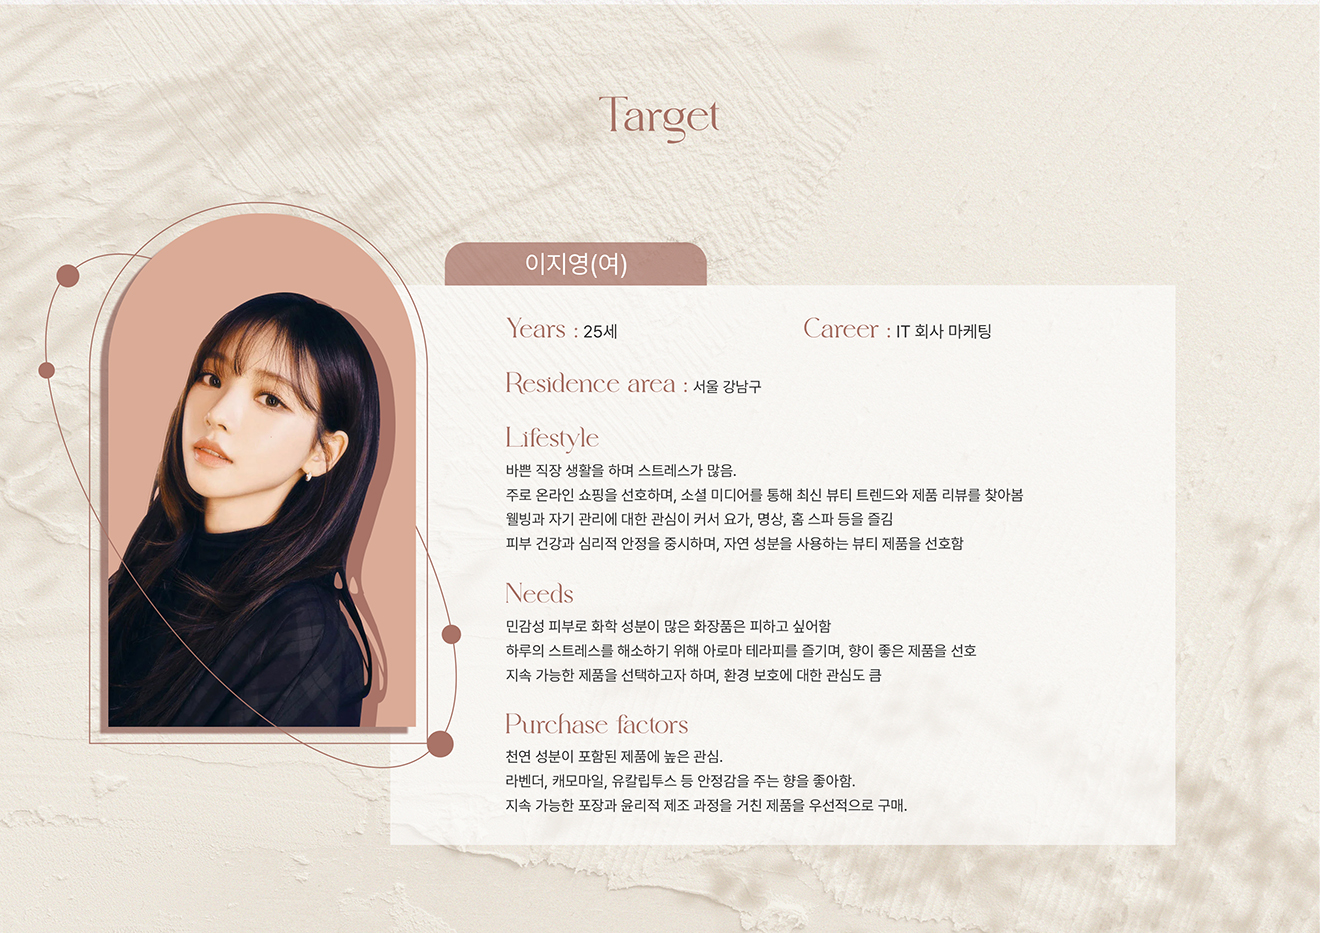 Target
이지영(여)
Years : 25세
Career : IT 회사 마케팅
Residence area : 서울 강남구
Lifestyle
바쁜 직장 생활을 하며 스트레스가 많음.
주로 온라인 쇼핑을 선호하며, 소셜 미디어를 통해 최신 뷰티 트렌드와 제품 리뷰를 찾아봄
웰빙과 자기 관리에 대한 관심이 커서 요가, 명상, 홈 스파 등을 즐김
피부 건강과 심리적 안정을 중시하며, 자연 성분을 사용하는 뷰티 제품을 선호함
Needs
민감성 피부로 화학 성분이 많은 화장품은 피하고 싶어함
하루의 스트레스를 해소하기 위해 아로마 테라피를 즐기며, 향이 좋은 제품을 선호
지속 가능한 제품을 선택하고자 하며, 환경 보호에 대한 관심도 큼
Purchase factors
천연 성분이 포함된 제품에 높은 관심.
라벤더, 캐모마일, 유칼립투스 등 안정감을 주는 향을 좋아함.
지속 가능한 포장과 윤리적 제조 과정을 거친 제품을 우선적으로 구매.